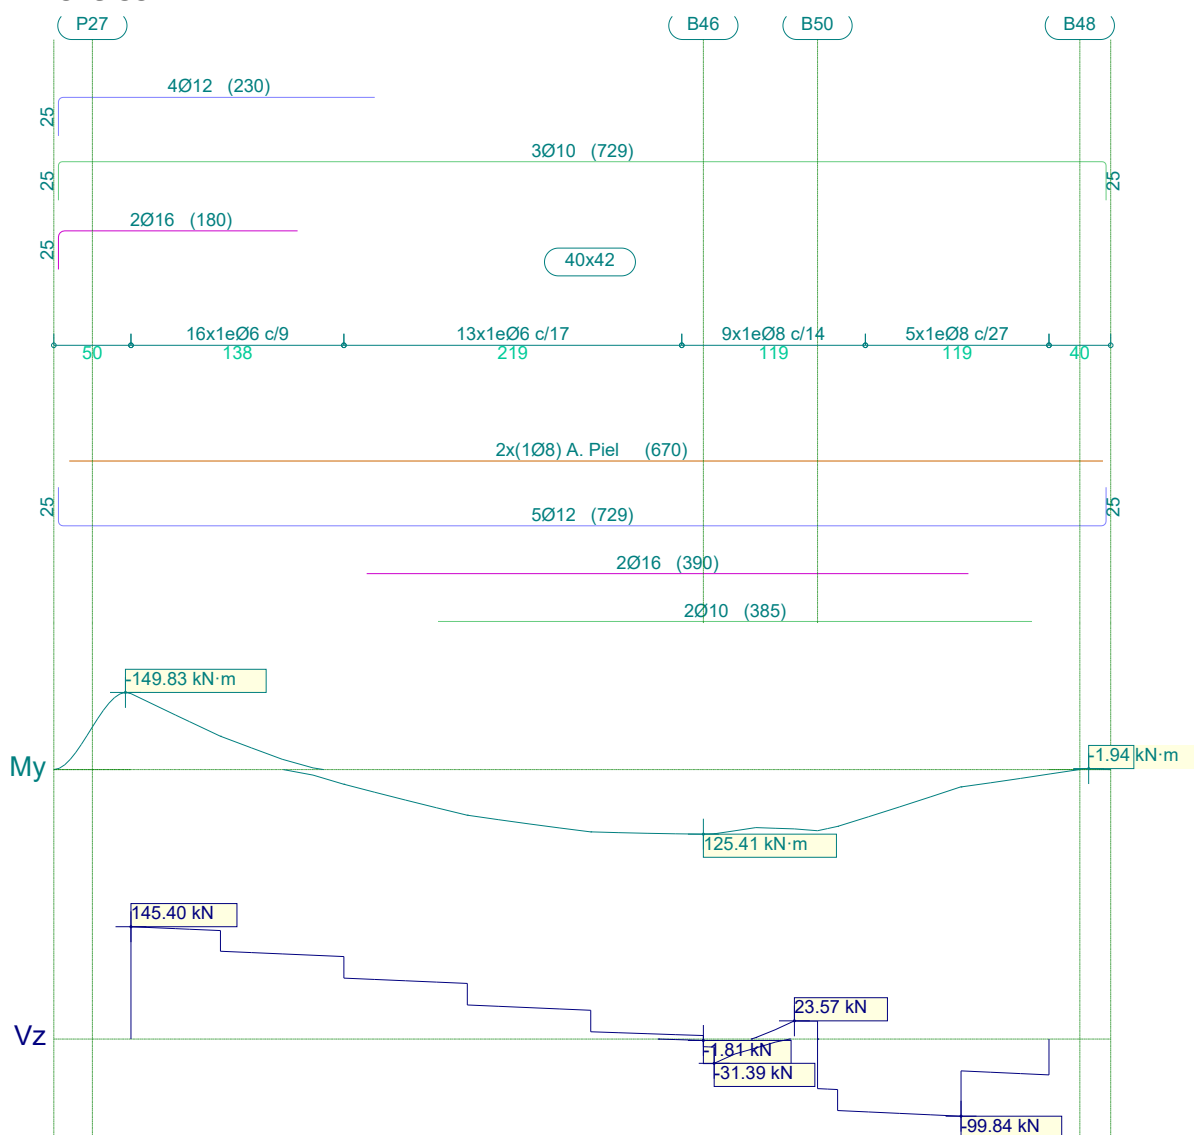 P27 B46 B50 B48
4Ø12 (230)
25
3Ø10 (729)
25 25
2Ø16 (180)
25
40x42
16x1eØ6 c/9 13x1eØ6 c/17 9x1eØ8 c/14 5x1eØ8 c/27
50 138 219 119 119 40
2x(1Ø8) A. Piel (670)
25 25
5Ø12 (729)
2Ø16 (390)
2Ø10 (385)
-149.83 kN·m
My
-1.94 kN·m
125.41 kN·m
145.40 kN
23.57 kN
Vz
-1.81 kN
-31.39 kN
-99.84 kN